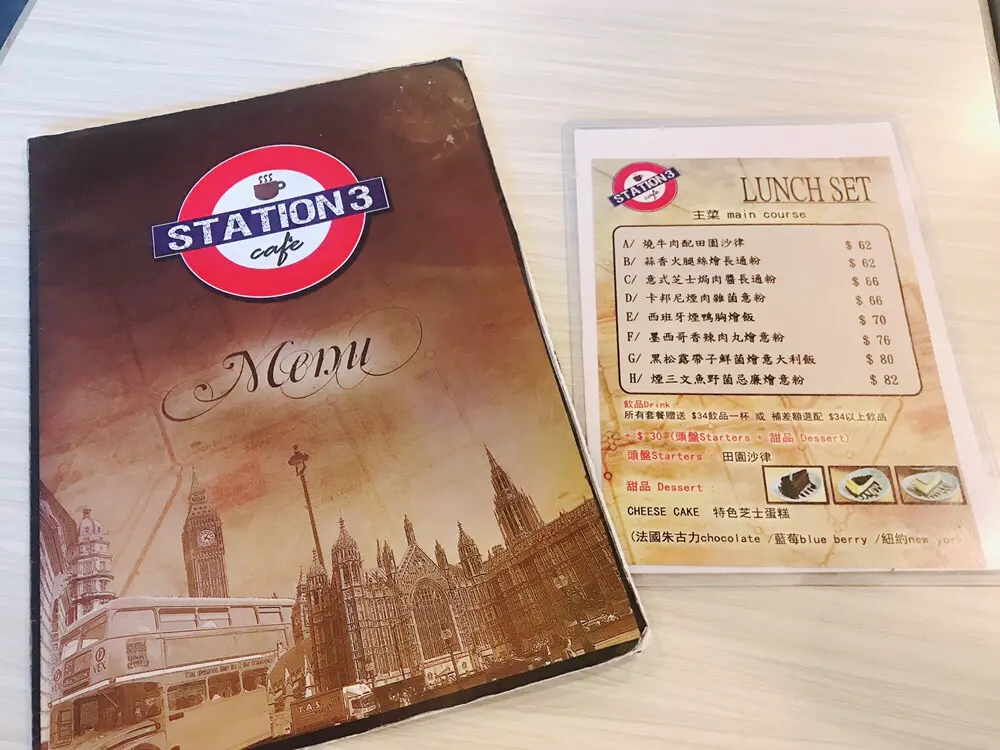 STATION 3
café
Menu
VEX
T.A.S.
STATION 3
cafe
LUNCH SET
主菜 main course
A/ 燒牛肉配田園沙律 $ 62
B/ 蒜香火腿絲燴長通粉 $ 62
C/ 意式芝士焗肉醬長通粉 $ 66
D/ 卡邦尼煙肉雜菌意粉 $ 66
E/ 西班牙煙鴨胸燴飯 $ 70
F/ 墨西哥香辣肉丸燴意粉 $ 76
G/ 黑松露帶子鮮菌燴意大利飯 $ 80
H/ 煙三文魚野菌忌廉燴意粉 $ 82
飲品Drink
所有套餐贈送 $34飲品一杯 或 補差額選配 $34以上飲品
+ $ 30 (頭盤Starters + 甜品 Dessert)
頭盤Starters : 田園沙律
甜品 Dessert :
CHEESE CAKE 特色芝士蛋糕
(法國朱古力chocolate /藍莓blue berry /紐約new york